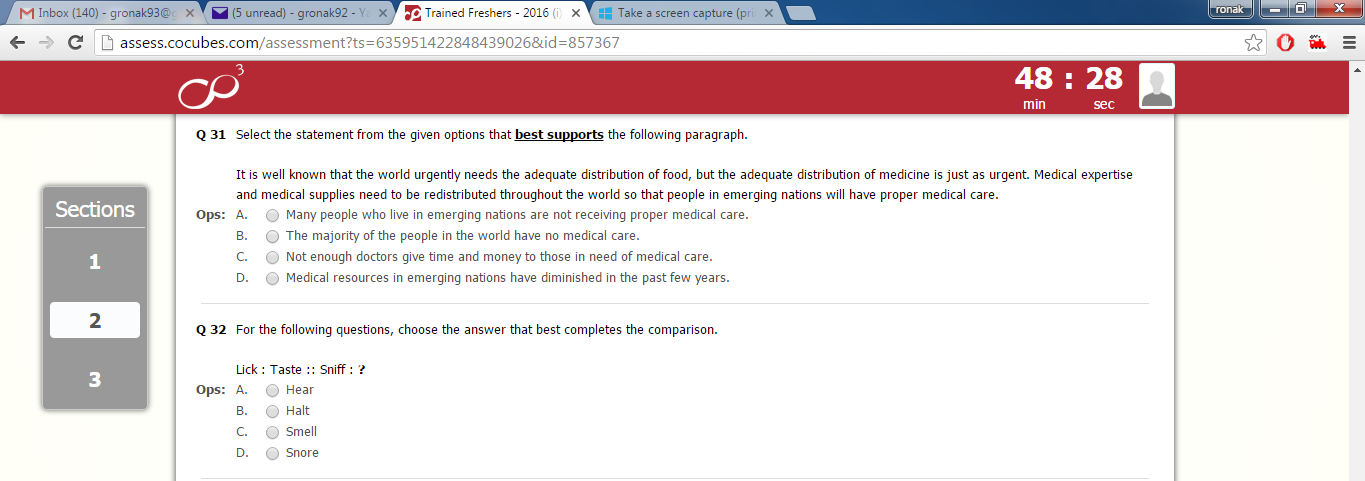 Inbox (140) - gronak93@g
(5 unread) - gronak92 - Ya
Trained Freshers - 2016 (i)
Take a screen capture (pri
ronak
assess.cocubes.com/assessment?ts=635951422848439026&id=857367
3
48 : 28
min sec
Q 31 Select the statement from the given options that best supports the following paragraph.
It is well known that the world urgently needs the adequate distribution of food, but the adequate distribution of medicine is just as urgent. Medical expertise
and medical supplies need to be redistributed throughout the world so that people in emerging nations will have proper medical care.
Ops: A. Many people who live in emerging nations are not receiving proper medical care.
B. The majority of the people in the world have no medical care.
C. Not enough doctors give time and money to those in need of medical care.
D. Medical resources in emerging nations have diminished in the past few years.
Sections
1
2
3
Q 32 For the following questions, choose the answer that best completes the comparison.
Lick : Taste :: Sniff : ?
Ops: A. Hear
B. Halt
C. Smell
D. Snore